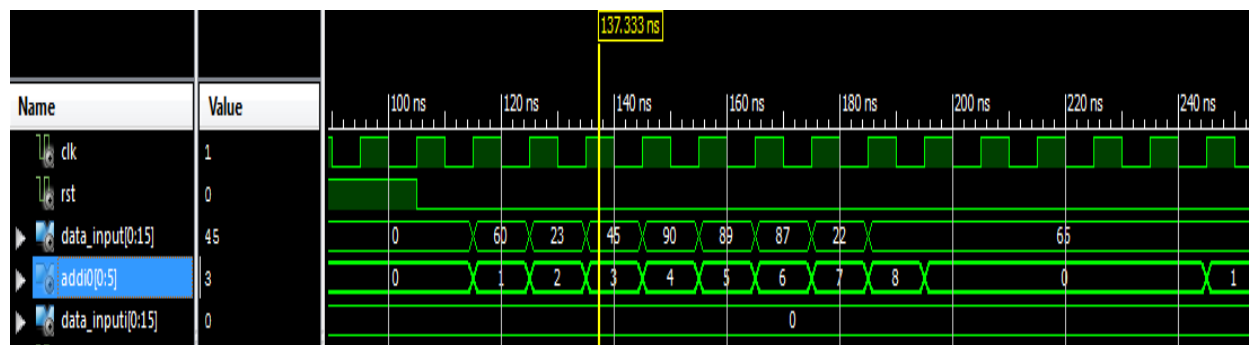 137.333 ns
Name Value 100 ns 120 ns 140 ns 160 ns 180 ns 200 ns 220 ns 240 ns
clk 1
rst 0
data_input[0:15] 45 0 60 23 45 90 89 87 22 65
addi0[0:5] 3 0 1 2 3 4 5 6 7 8 0 1
data_inputi[0:15] 0 0